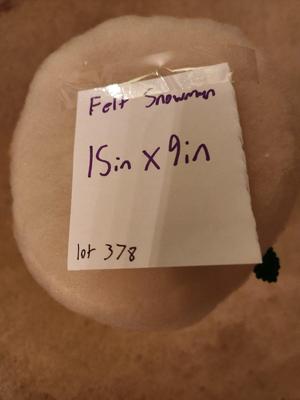 Felt Snowman
15in x 9in
lot 378